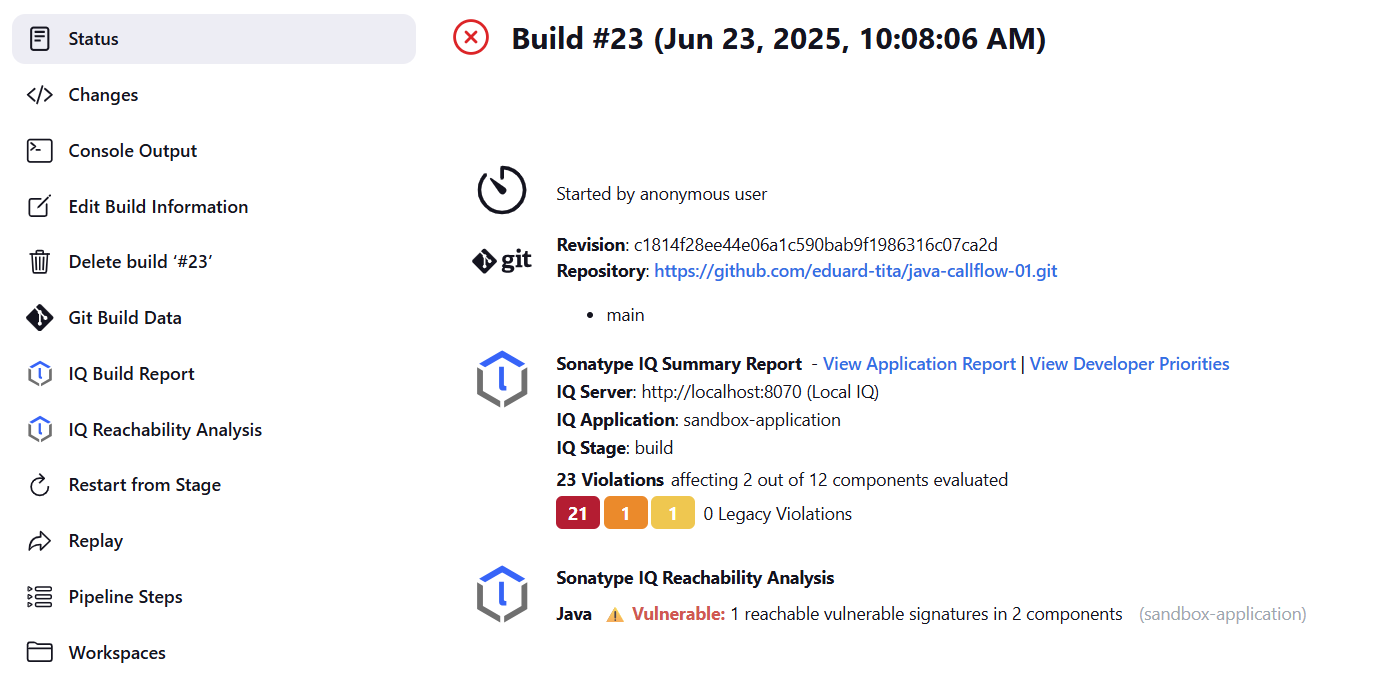 Status
Changes
Console Output
Edit Build Information
Delete build ‘#23’
Git Build Data
IQ Build Report
IQ Reachability Analysis
Restart from Stage
Replay
Pipeline Steps
Workspaces
Build #23 (Jun 23, 2025, 10:08:06 AM)
Started by anonymous user
git
Revision: c1814f28ee44e06a1c590bab9f1986316c07ca2d
Repository: https://github.com/eduard-tita/java-callflow-01.git
• main
Sonatype IQ Summary Report - View Application Report | View Developer Priorities
IQ Server: http://localhost:8070 (Local IQ)
IQ Application: sandbox-application
IQ Stage: build
23 Violations affecting 2 out of 12 components evaluated
21 1 1 0 Legacy Violations
Sonatype IQ Reachability Analysis
Java Vulnerable: 1 reachable vulnerable signatures in 2 components (sandbox-application)